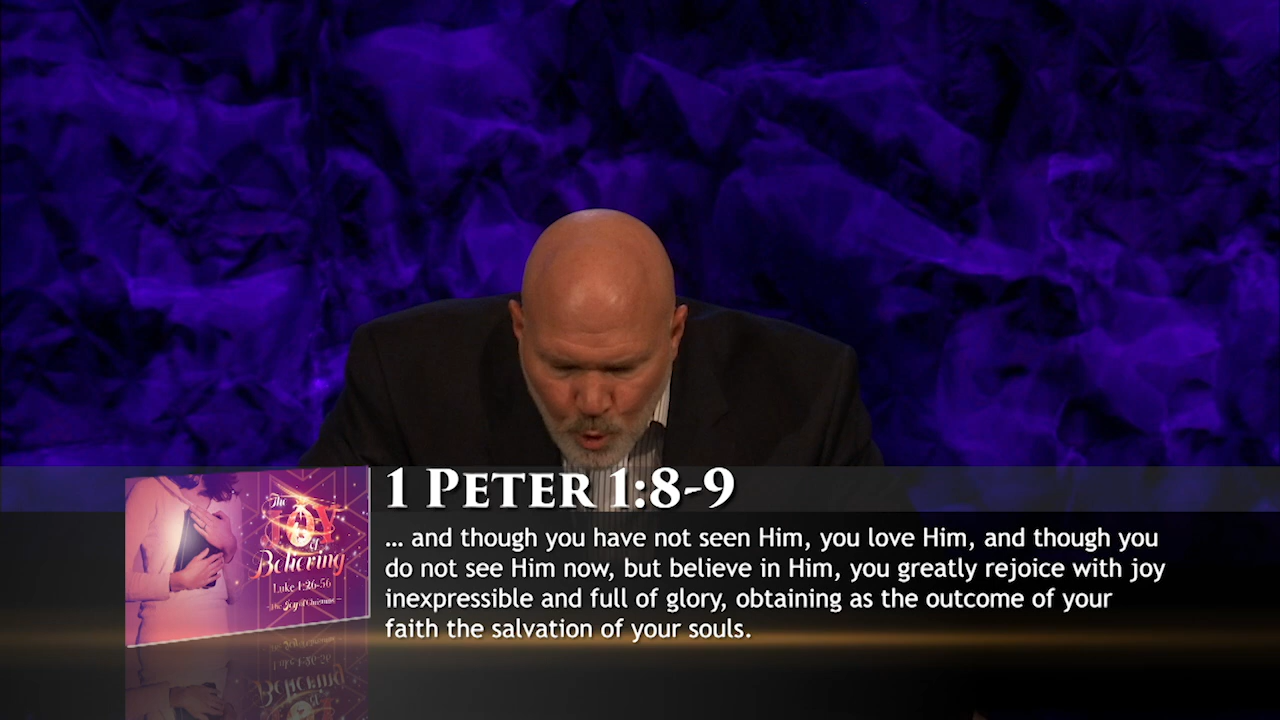 1 PETER 1:8-9
… and though you have not seen Him, you love Him, and though you
do not see Him now, but believe in Him, you greatly rejoice with joy
inexpressible and full of glory, obtaining as the outcome of your
faith the salvation of your souls.
The
JOY
of
Believing
Luke 1:26-56
~The Joy of Christmas~